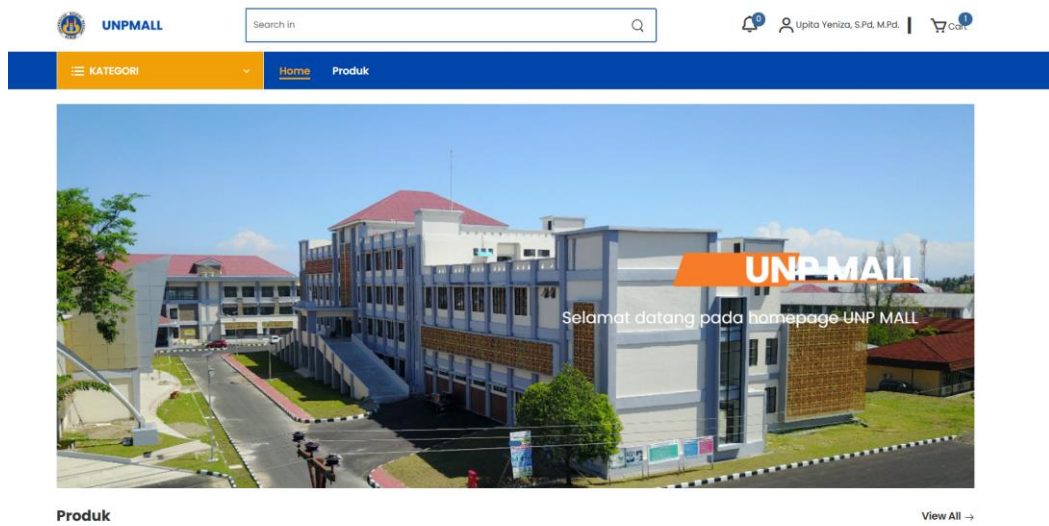 UNPMALL
Search in
0
Upita Yeniza, S.Pd, M.Pd.
1
Cart
KATEGORI
Home
Produk
UNP MALL
Selamat datang pada homepage UNP MALL
Produk
View All →